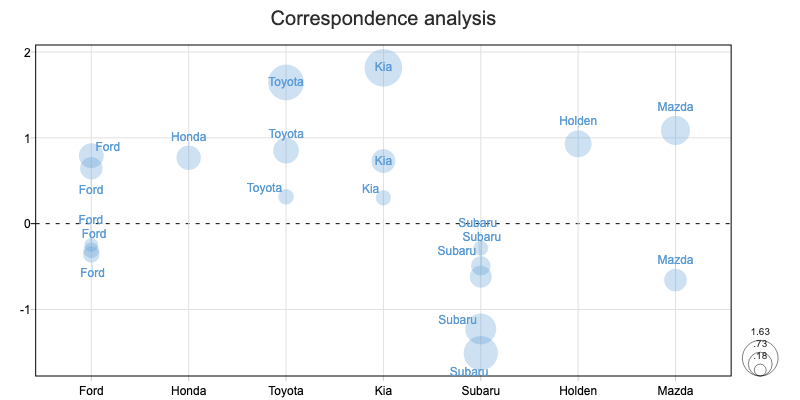 Correspondence analysis
2
1
0
-1
Kia
Toyota
Mazda
Holden
Toyota
Honda
Ford
Kia
Ford
Toyota
Kia
Ford
Subaru
Ford
Subaru
Subaru
Mazda
Ford
Subaru
Subaru
1.63
.73
.18
Ford Honda Toyota Kia Subaru Holden Mazda